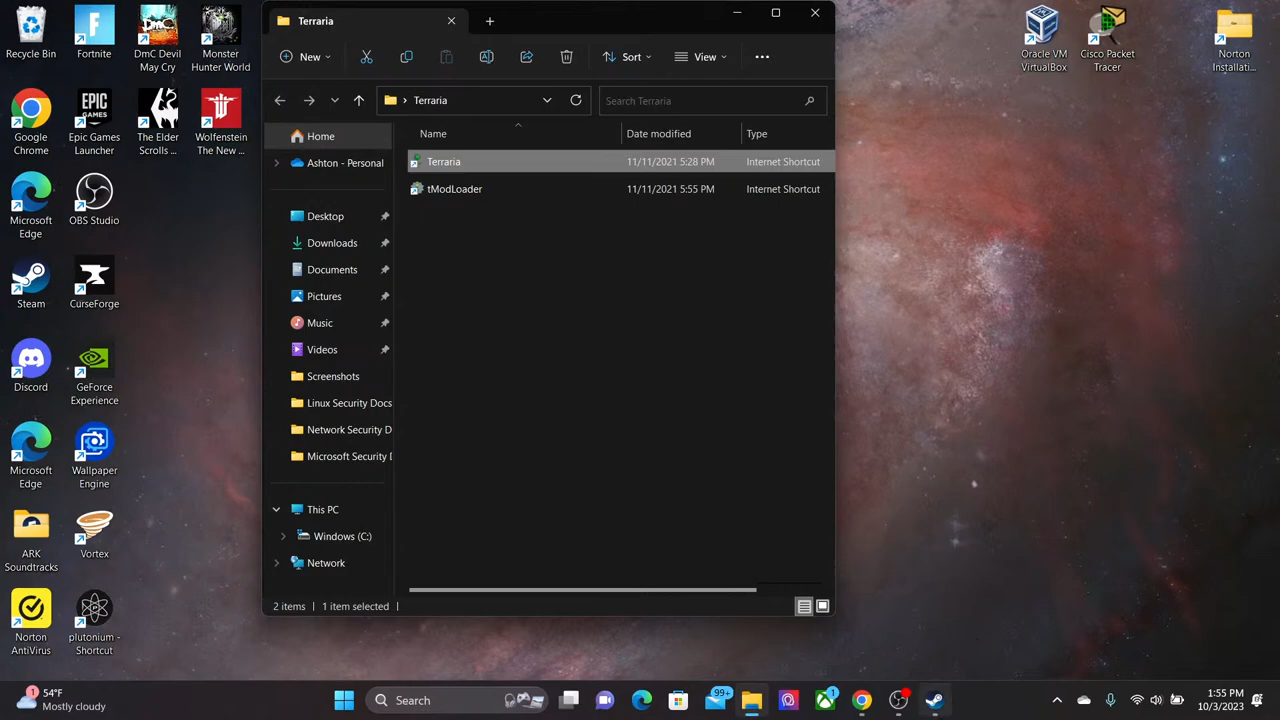 Recycle Bin
Fortnite
DmC Devil
May Cry
Monster
Hunter World
Google
Chrome
Epic Games
Launcher
The Elder
Scrolls ...
Wolfenstein
The New ...
Microsoft
Edge
OBS Studio
Steam
CurseForge
Discord
GeForce
Experience
Microsoft
Edge
Wallpaper
Engine
ARK
Soundtracks
Vortex
Norton
AntiVirus
plutonium -
Shortcut
Terraria
New
Sort
View
Terraria
Search Terraria
Name
Date modified
Type
Home
Ashton - Personal
Desktop
Downloads
Documents
Pictures
Music
Videos
Screenshots
Linux Security Docs
Network Security D
Microsoft Security D
This PC
Windows (C:)
Network
Terraria 11/11/2021 5:28 PM Internet Shortcut
tModLoader 11/11/2021 5:55 PM Internet Shortcut
2 items
1 item selected
Oracle VM
VirtualBox
Cisco Packet
Tracer
Norton
Installati...
1
54°F
Mostly cloudy
Search
99+
1
1:55 PM
10/3/2023